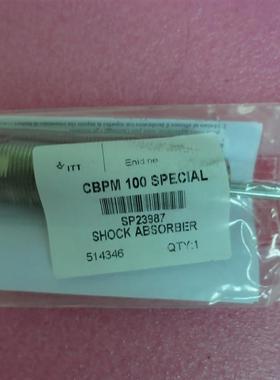 ITT
Enidine
CBPM 100 SPECIAL
SP23987
SHOCK ABSORBER
514346 QTY:1